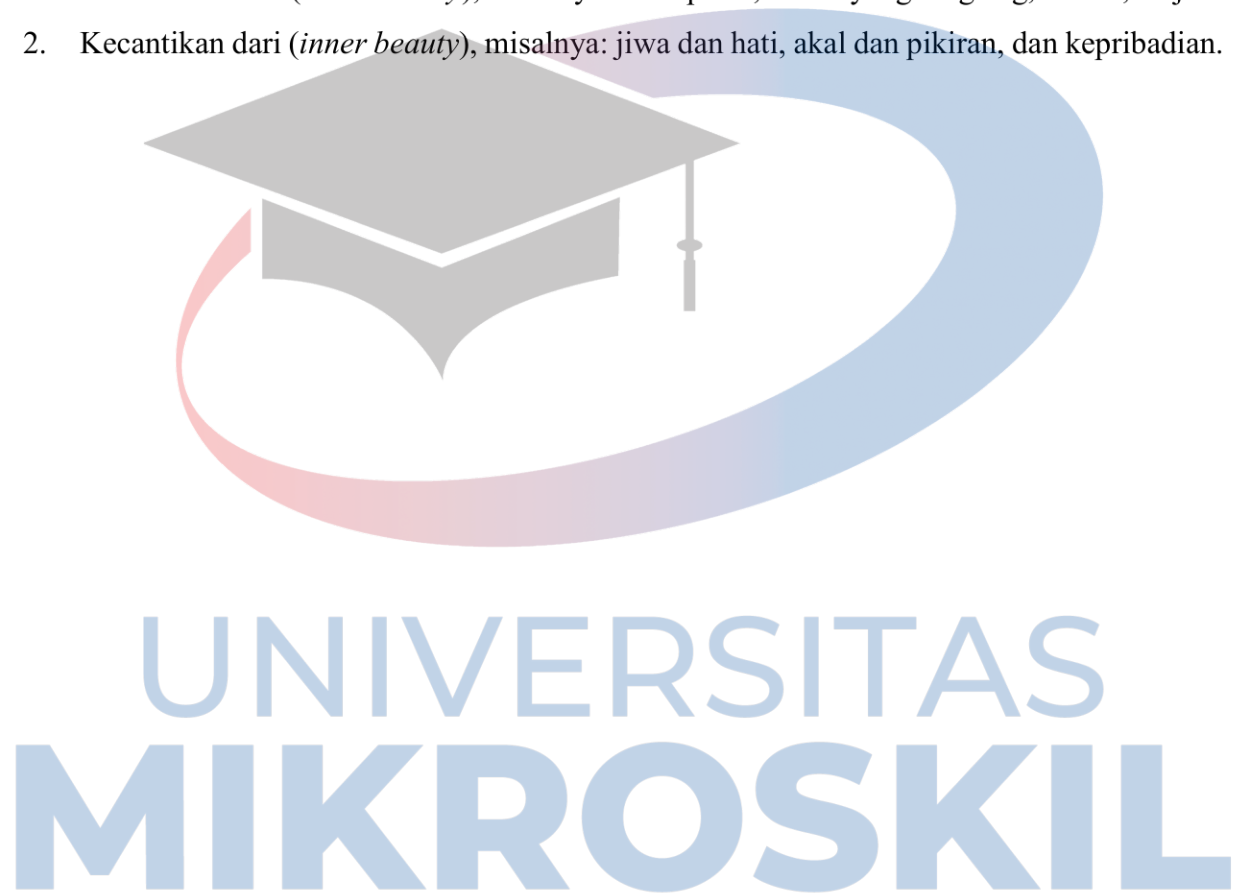 2. Kecantikan dari (inner beauty), misalnya: jiwa dan hati, akal dan pikiran, dan kepribadian.
UNIVERSITAS
MIKROSKIL